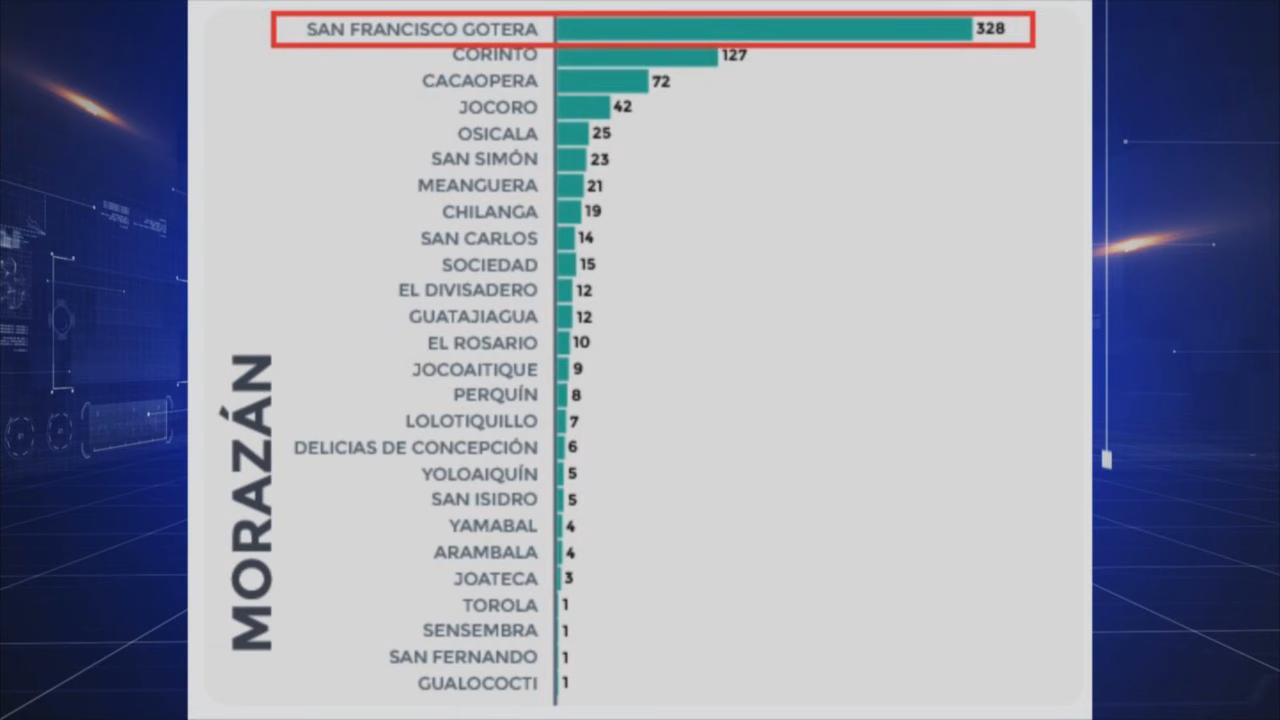 SAN FRANCISCO GOTERA 328
CORINTO 127
CACAOPERA 72
JOCORO 42
OSICALA 25
SAN SIMÓN 23
MEANGUERA 21
CHILANGA 19
SAN CARLOS 14
SOCIEDAD 15
EL DIVISADERO 12
GUATAJIAGUA 12
EL ROSARIO 10
JOCOAITIQUE 9
PERQUÍN 8
LOLOTIQUILLO 7
DELICIAS DE CONCEPCIÓN 6
YOLOAIQUÍN 5
SAN ISIDRO 5
YAMABAL 4
ARAMBALA 4
JOATECA 3
TOROLA 1
SENSEMBRA 1
SAN FERNANDO 1
GUALOCOCTI 1
MORAZÁN